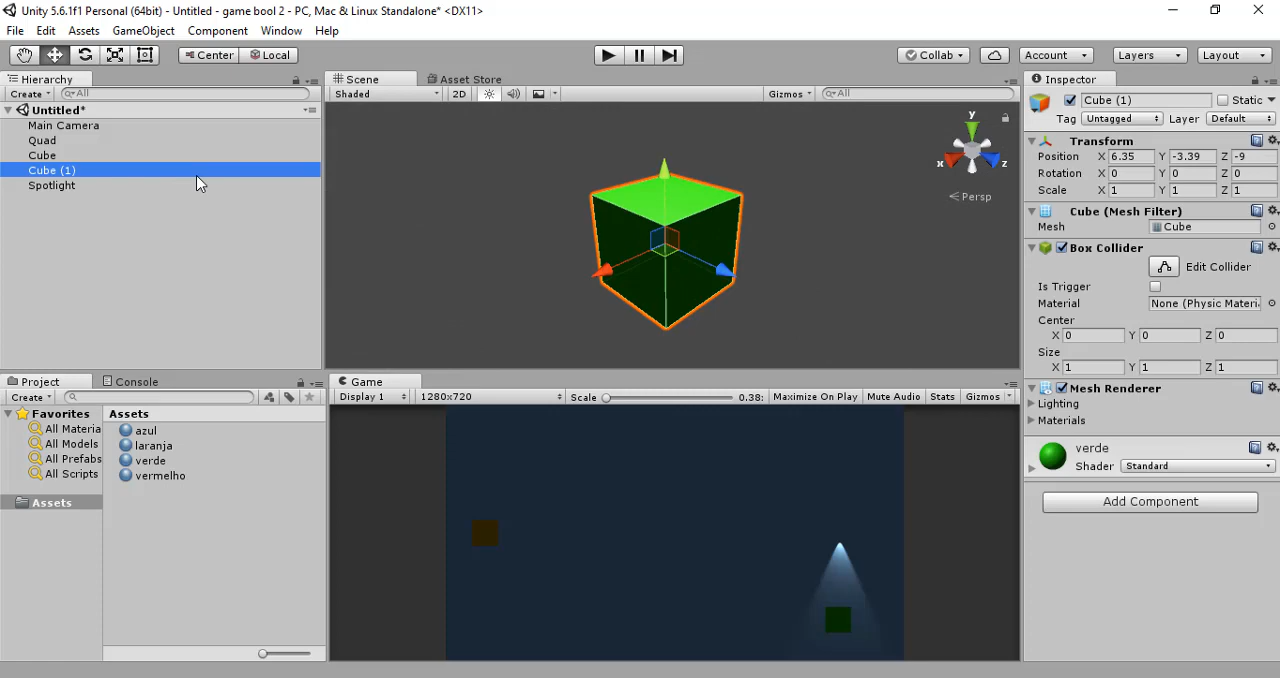 Unity 5.6.1f1 Personal (64bit) - Untitled - game bool 2 - PC, Mac & Linux Standalone* <DX11>
File Edit Assets GameObject Component Window Help
Center Local Collab Account Layers Layout
Hierarchy
Create All
Untitled*
Main Camera
Quad
Cube
Cube (1)
Spotlight
Scene Asset Store
Shaded 2D Gizmos All
y
x z
Persp
Inspector
Cube (1) Static
Tag Untagged Layer Default
Transform
Position X 6.35 Y -3.39 Z -9
Rotation X 0 Y 0 Z 0
Scale X 1 Y 1 Z 1
Cube (Mesh Filter)
Mesh Cube
Box Collider
Edit Collider
Is Trigger
Material None (Physic Materi
Center
X 0 Y 0 Z 0
Size
X 1 Y 1 Z 1
Mesh Renderer
Lighting
Materials
verde
Shader Standard
Add Component
Project Console
Create
Favorites
All Materia
All Models
All Prefabs
All Scripts
Assets
Assets
azul
laranja
verde
vermelho
Game
Display 1 1280x720 Scale 0.38: Maximize On Play Mute Audio Stats Gizmos